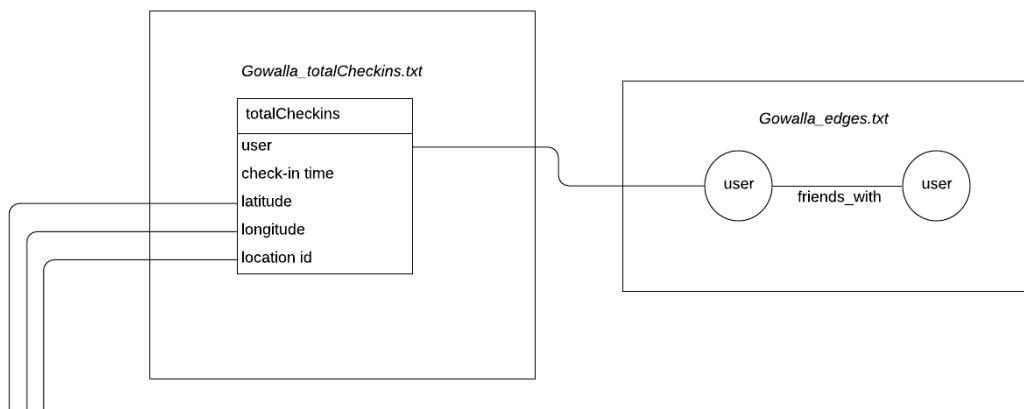 Gowalla_totalCheckins.txt
totalCheckins
user
check-in time
latitude
longitude
location id
Gowalla_edges.txt
user
friends_with
user